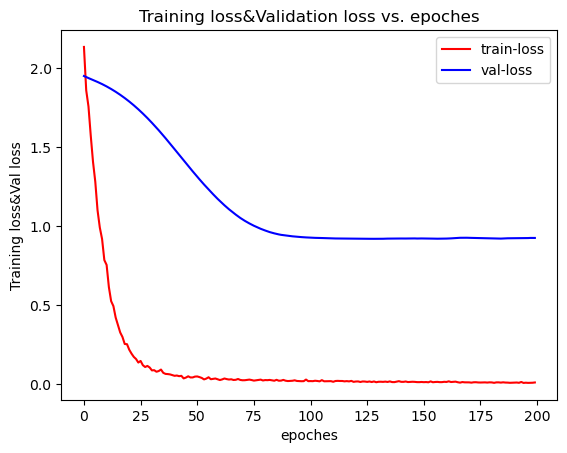 Training loss&Validation loss vs. epoches
train-loss
val-loss
Training loss&Val loss
2.0
1.5
1.0
0.5
0.0
0 25 50 75 100 125 150 175 200
epoches